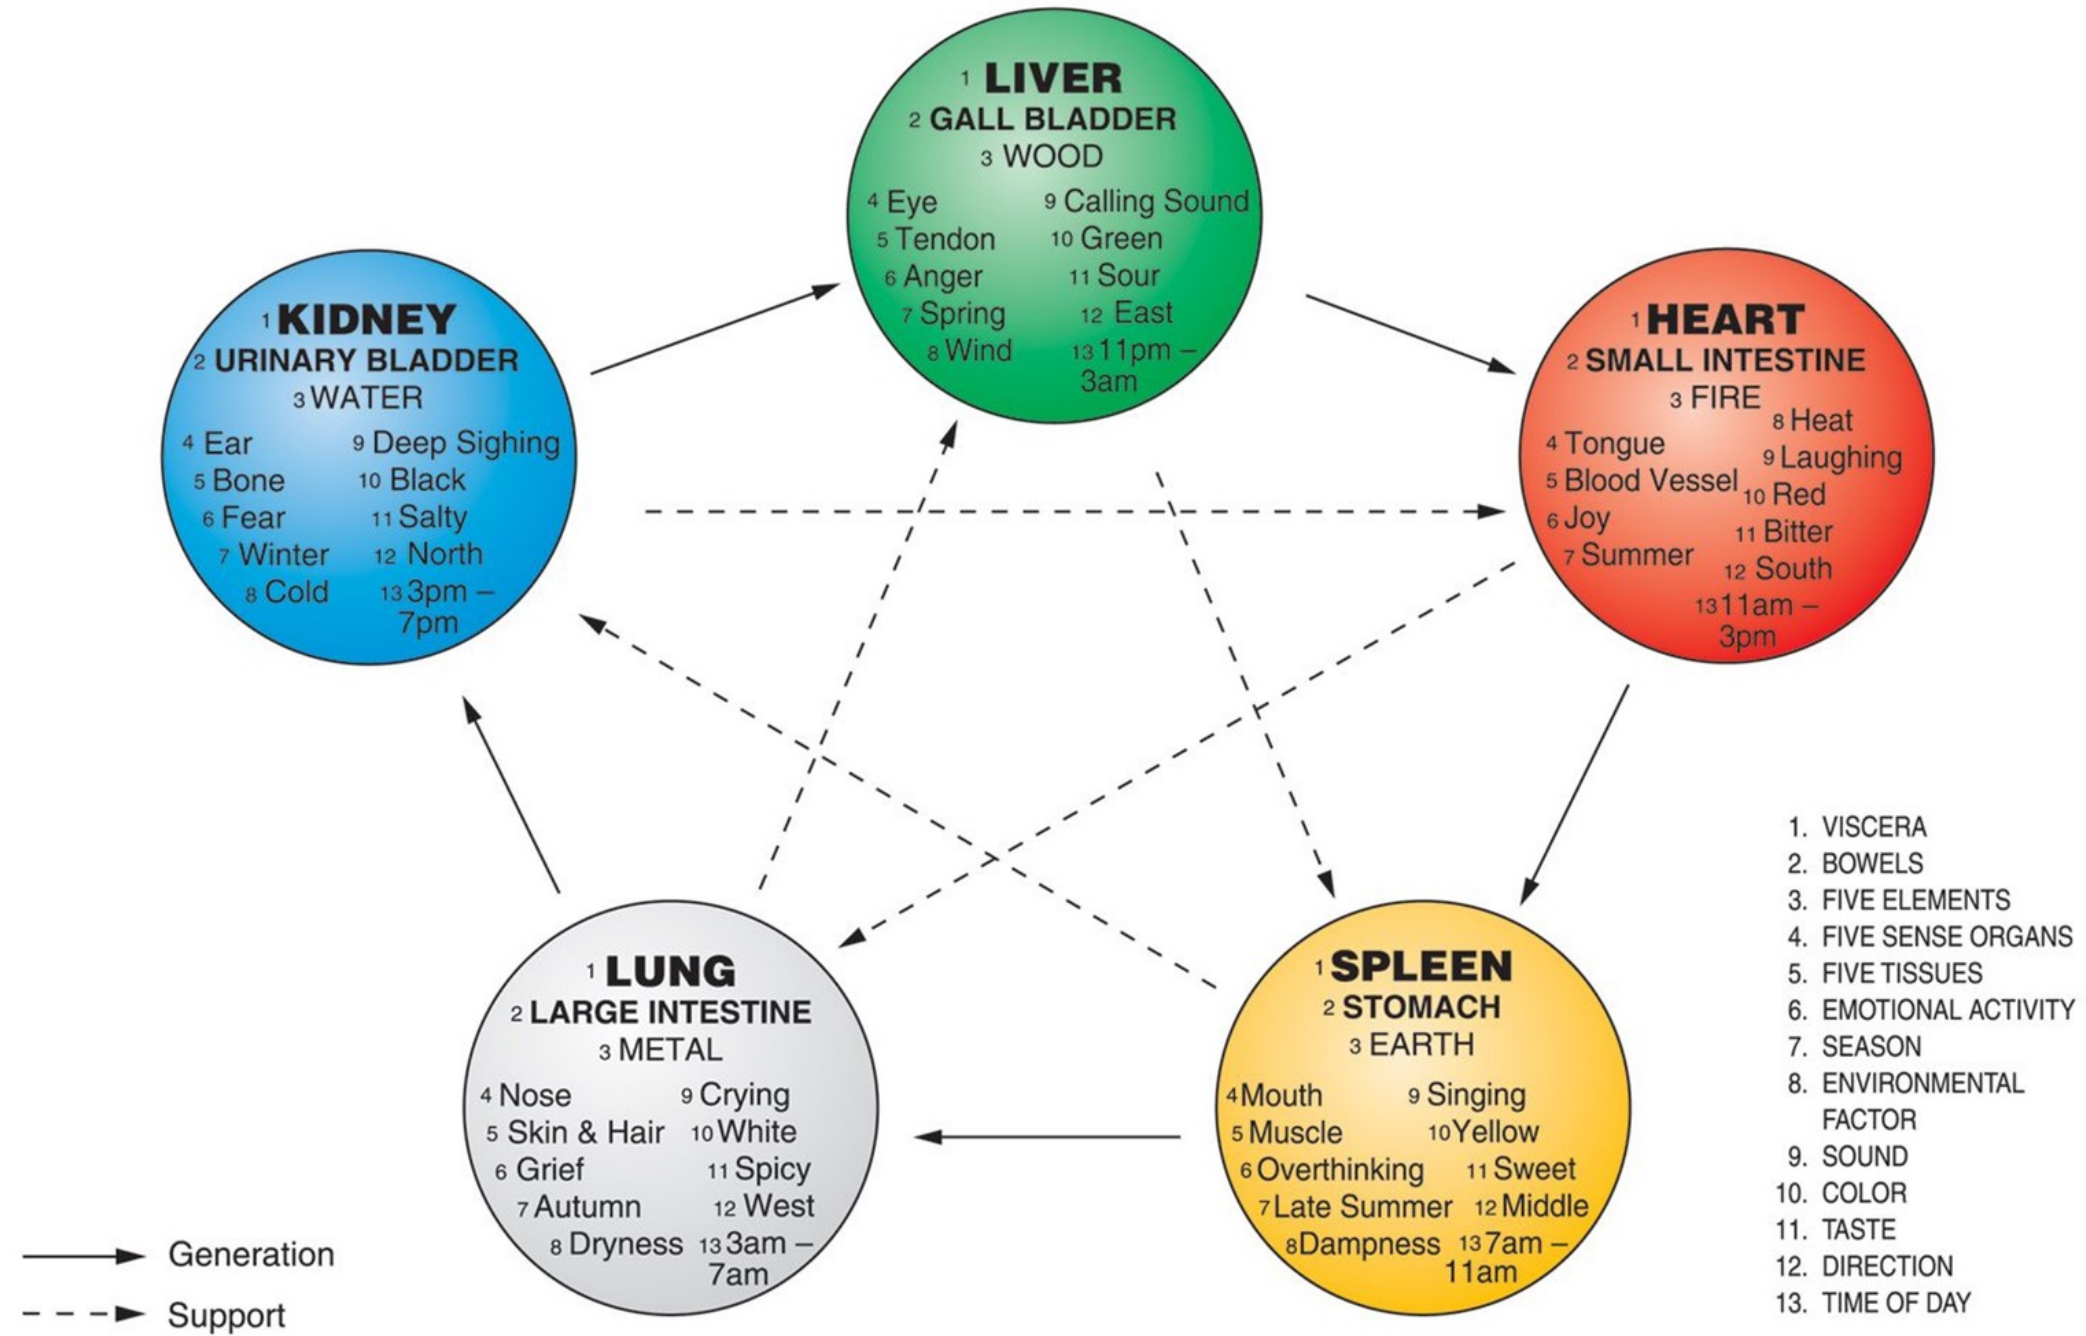 1 LIVER
2 GALL BLADDER
3 WOOD
4 Eye
5 Tendon
6 Anger
7 Spring
8 Wind
9 Calling Sound
10 Green
11 Sour
12 East
13 11pm –
3am
1 KIDNEY
2 URINARY BLADDER
3 WATER
4 Ear
5 Bone
6 Fear
7 Winter
8 Cold
9 Deep Sighing
10 Black
11 Salty
12 North
13 3pm –
7pm
1 HEART
2 SMALL INTESTINE
3 FIRE
4 Tongue
5 Blood Vessel
6 Joy
7 Summer
8 Heat
9 Laughing
10 Red
11 Bitter
12 South
13 11am –
3pm
1 LUNG
2 LARGE INTESTINE
3 METAL
4 Nose
5 Skin & Hair
6 Grief
7 Autumn
8 Dryness
9 Crying
10 White
11 Spicy
12 West
13 3am –
7am
1 SPLEEN
2 STOMACH
3 EARTH
4 Mouth
5 Muscle
6 Overthinking
7 Late Summer
8 Dampness
9 Singing
10 Yellow
11 Sweet
12 Middle
13 7am –
11am
1. VISCERA
2. BOWELS
3. FIVE ELEMENTS
4. FIVE SENSE ORGANS
5. FIVE TISSUES
6. EMOTIONAL ACTIVITY
7. SEASON
8. ENVIRONMENTAL
FACTOR
9. SOUND
10. COLOR
11. TASTE
12. DIRECTION
13. TIME OF DAY
Generation
Support